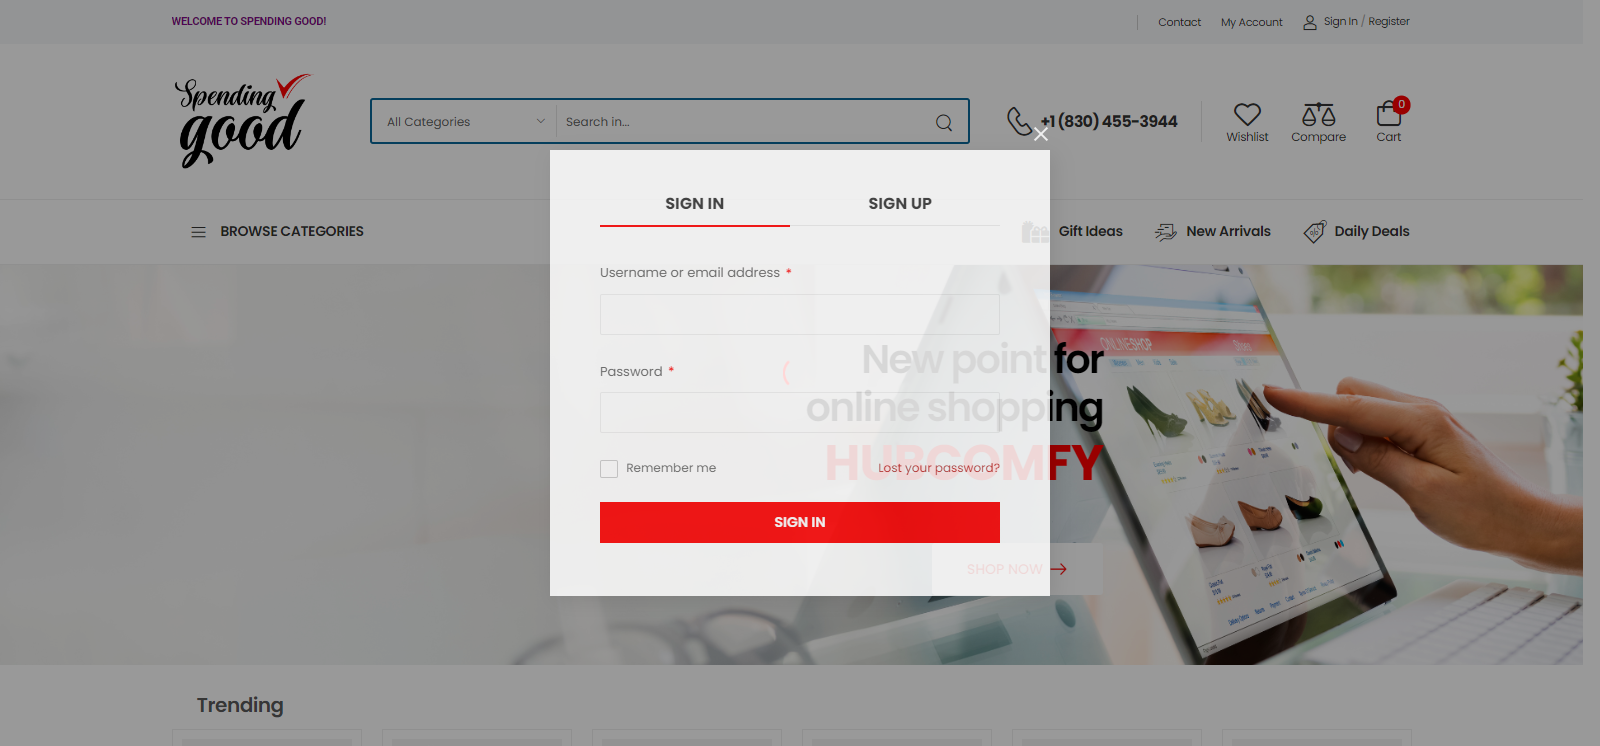 WELCOME TO SPENDING GOOD!
Contact
My Account
Sign In / Register
Spending
good
All Categories
Search in...
+1 (830) 455-3944
Wishlist
Compare
0
Cart
BROWSE CATEGORIES
Gift Ideas
New Arrivals
Daily Deals
SIGN IN
SIGN UP
Username or email address *
Password *
Remember me
Lost your password?
SIGN IN
New point for
online shopping
HUBCOMFY
SHOP NOW
ONLINESHOP
Shoes
Trending